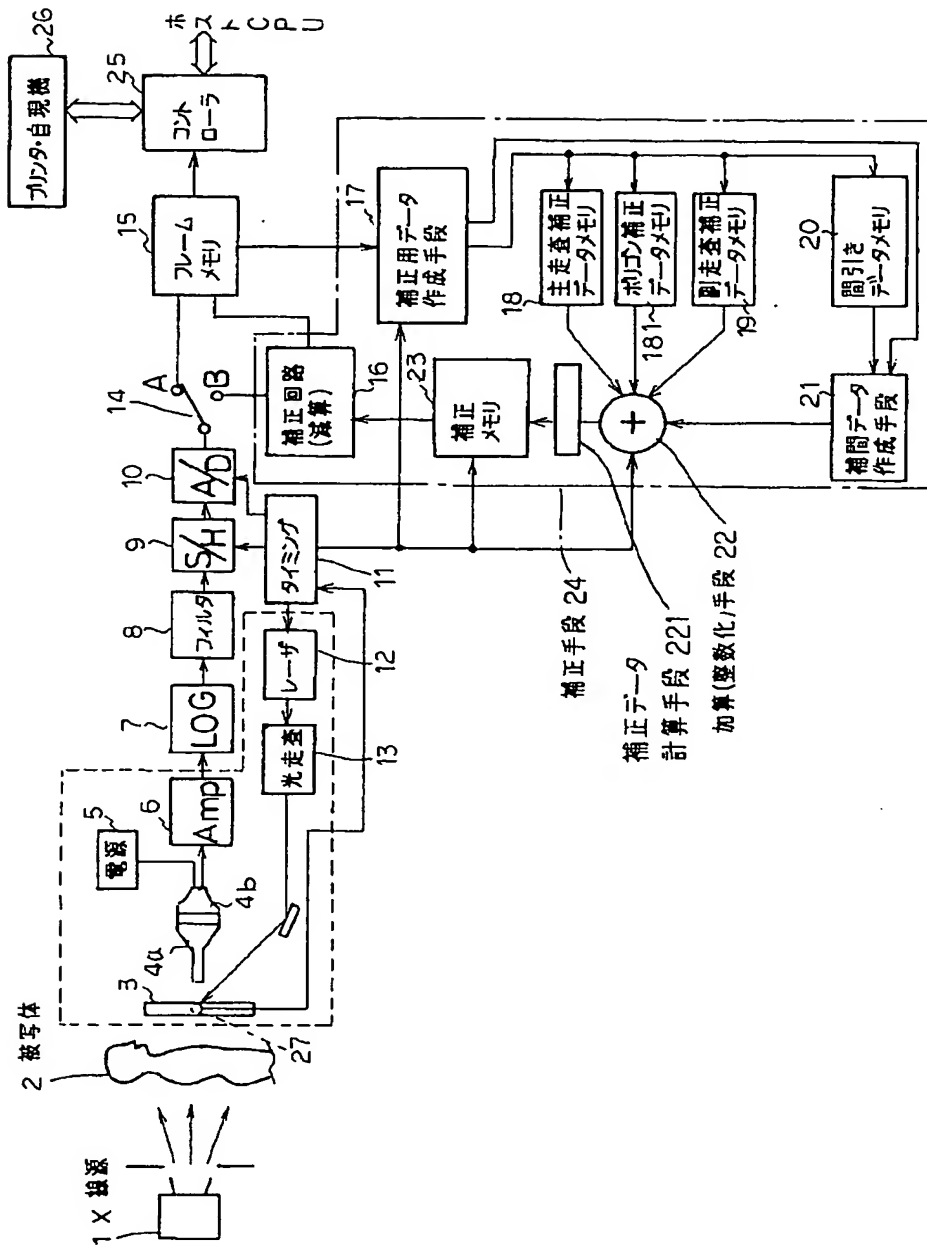 1 X 線源
2 被写体
3
27
4a
4b
電源
5
Amp
6
LOG
7
フィルタ
8
S/H
9
A/D
10
タイミング
11
レーザ
12
光走査
13
14
A
B
フレーム
メモリ
15
コント
ローラ
25
ホストCPU
プリンタ・自現機
26
補正回路
(減算)
16
補正用データ
作成手段
17
補正
メモリ
23
主走査補正
データメモリ
18
ポリゴン補正
データメモリ
181
副走査補正
データメモリ
19
間引き
データメモリ
20
補間データ
作成手段
21
+
補正手段 24
補正データ
計算手段 221
加算(整数化)手段 22